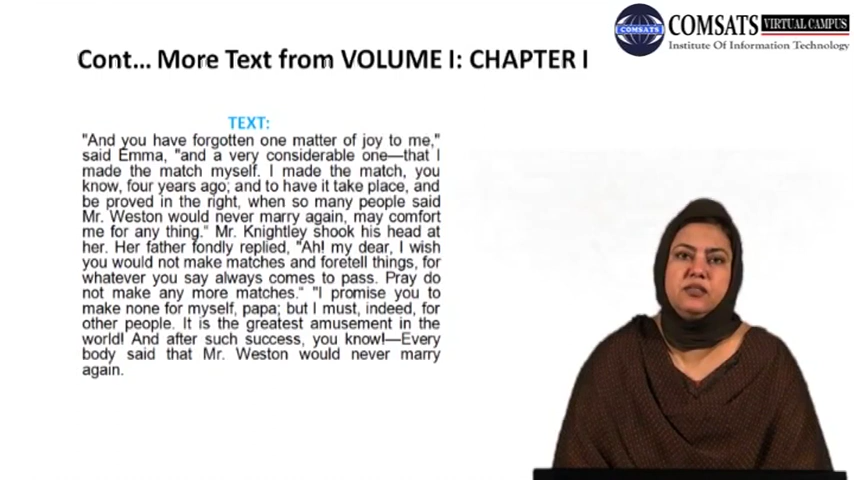 COMSATS VIRTUAL CAMPUS
Institute Of Information Technology
COMSATS
Cont... More Text from VOLUME I: CHAPTER I
TEXT:
"And you have forgotten one matter of joy to me,"
said Emma, "and a very considerable one—that I
made the match myself. I made the match, you
know, four years ago; and to have it take place, and
be proved in the right, when so many people said
Mr. Weston would never marry again, may comfort
me for any thing." Mr. Knightley shook his head at
her. Her father fondly replied, "Ah! my dear, I wish
you would not make matches and foretell things, for
whatever you say always comes to pass. Pray do
not make any more matches." "I promise you to
make none for myself, papa; but I must, indeed, for
other people. It is the greatest amusement in the
world! And after such success, you know!—Every
body said that Mr. Weston would never marry
again.